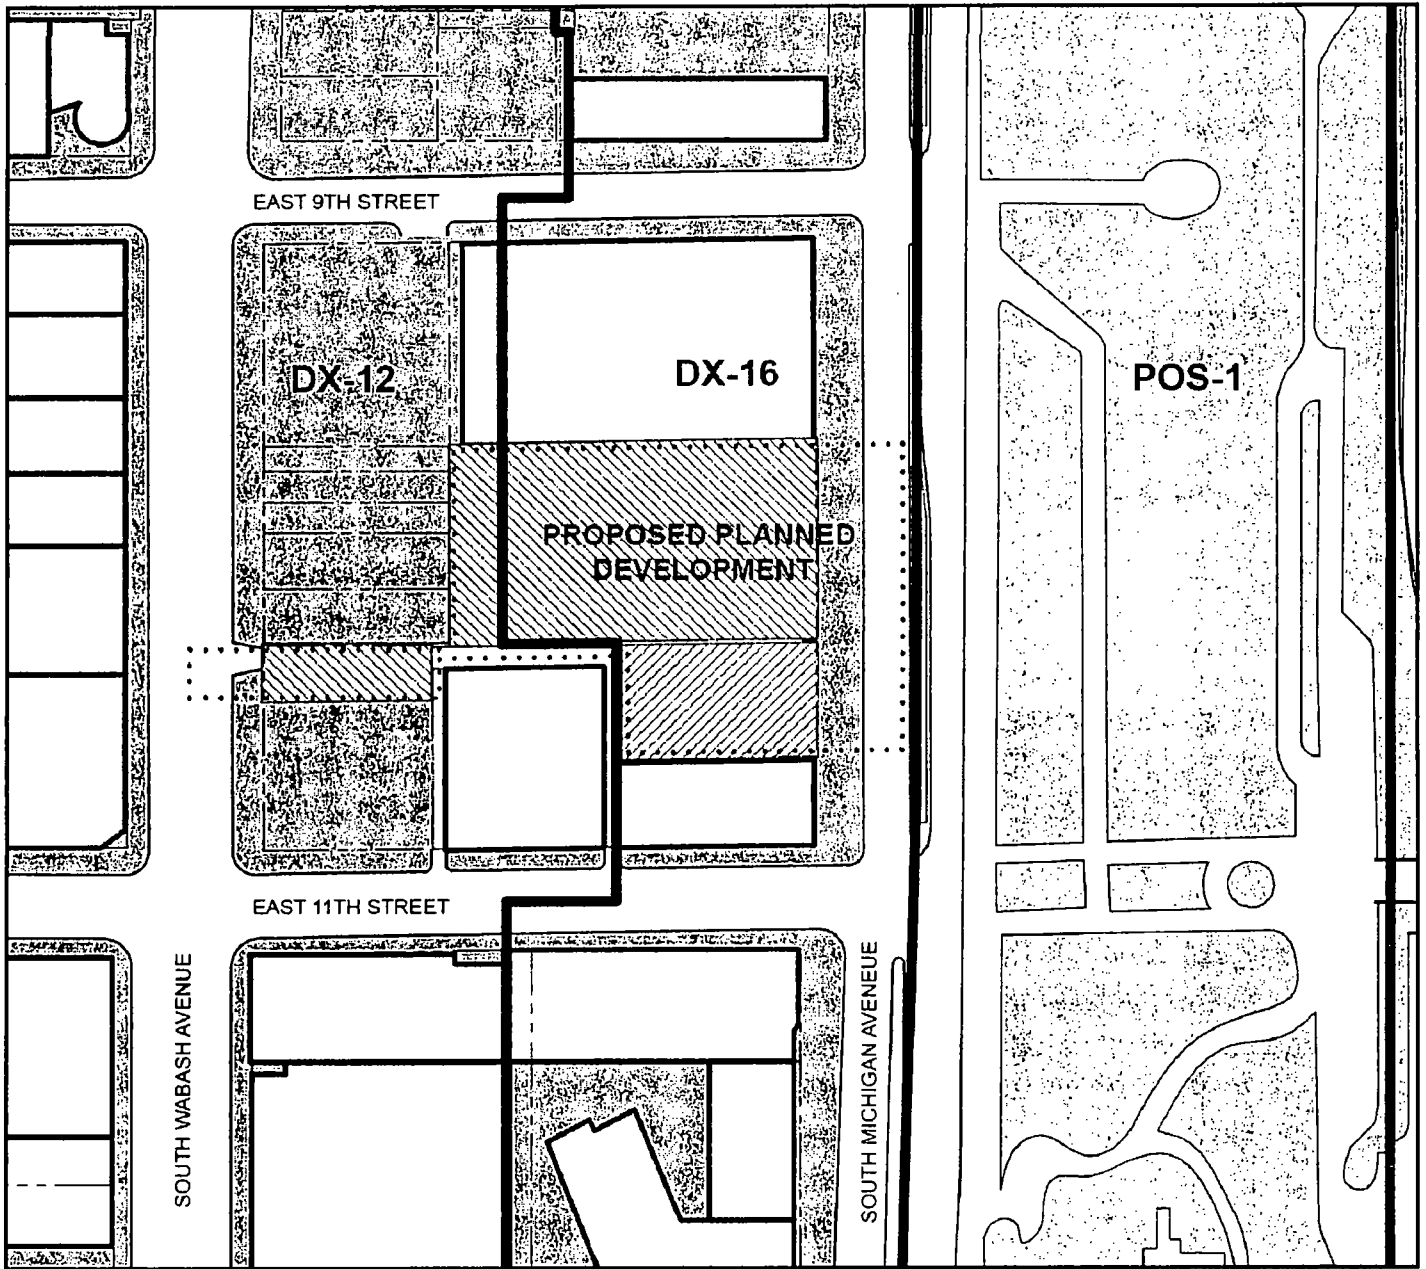 EAST 9TH STREET
DX-12
DX-16
POS-1
PROPOSED PLANNED
DEVELOPMENT
EAST 11TH STREET
SOUTH WABASH AVENUE
SOUTH MICHIGAN AVENEUE